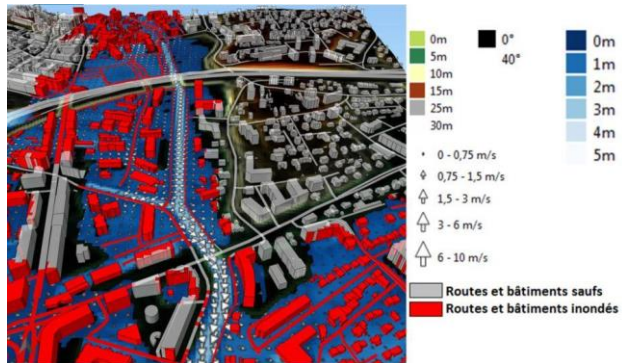 0m
5m
10m
15m
25m
30m
0°
40°
0m
1m
2m
3m
4m
5m
0 - 0,75 m/s
0,75 - 1,5 m/s
1,5 - 3 m/s
3 - 6 m/s
6 - 10 m/s
Routes et bâtiments saufs
Routes et bâtiments inondés